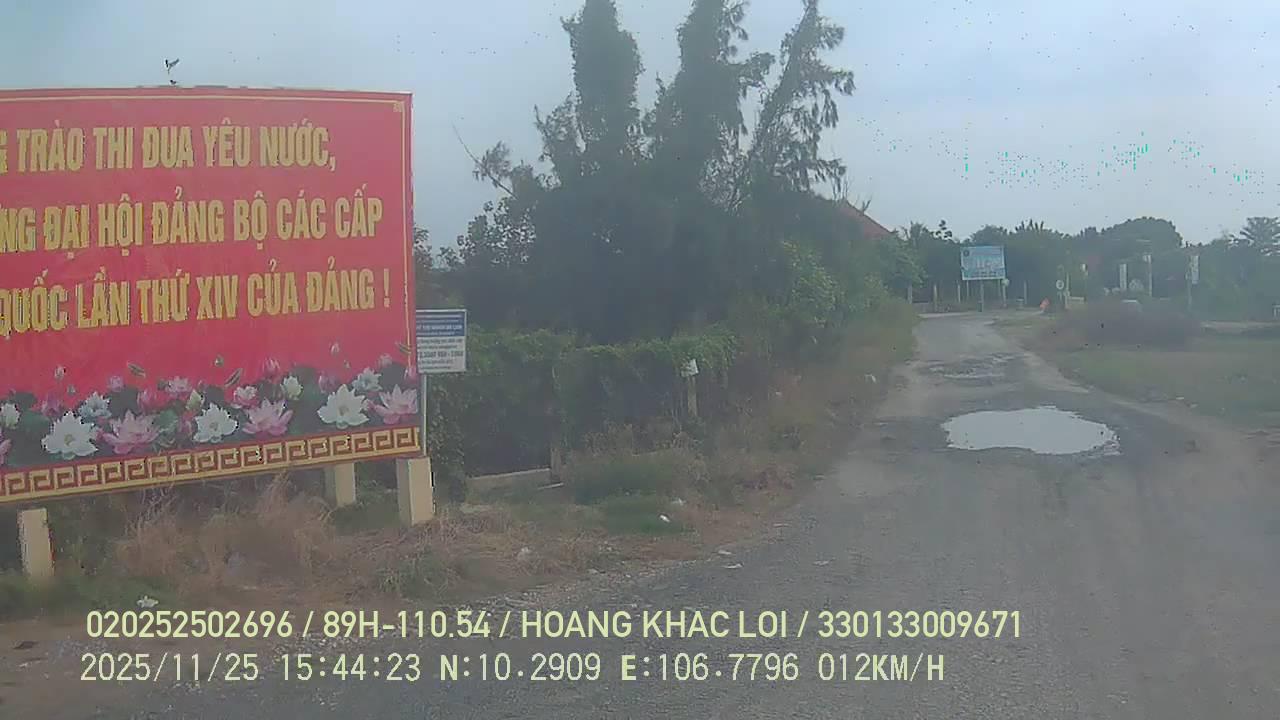 TRÀO THI ĐUA YÊU NƯỚC,
ĐẠI HỘI ĐẢNG BỘ CÁC CẤP
QUỐC LẦN THỨ XIV CỦA ĐẢNG !
020252502696 / 89H-110.54 / HOANG KHAC LOI / 330133009671
2025/11/25 15:44:23 N:10.2909 E:106.7796 012KM/H